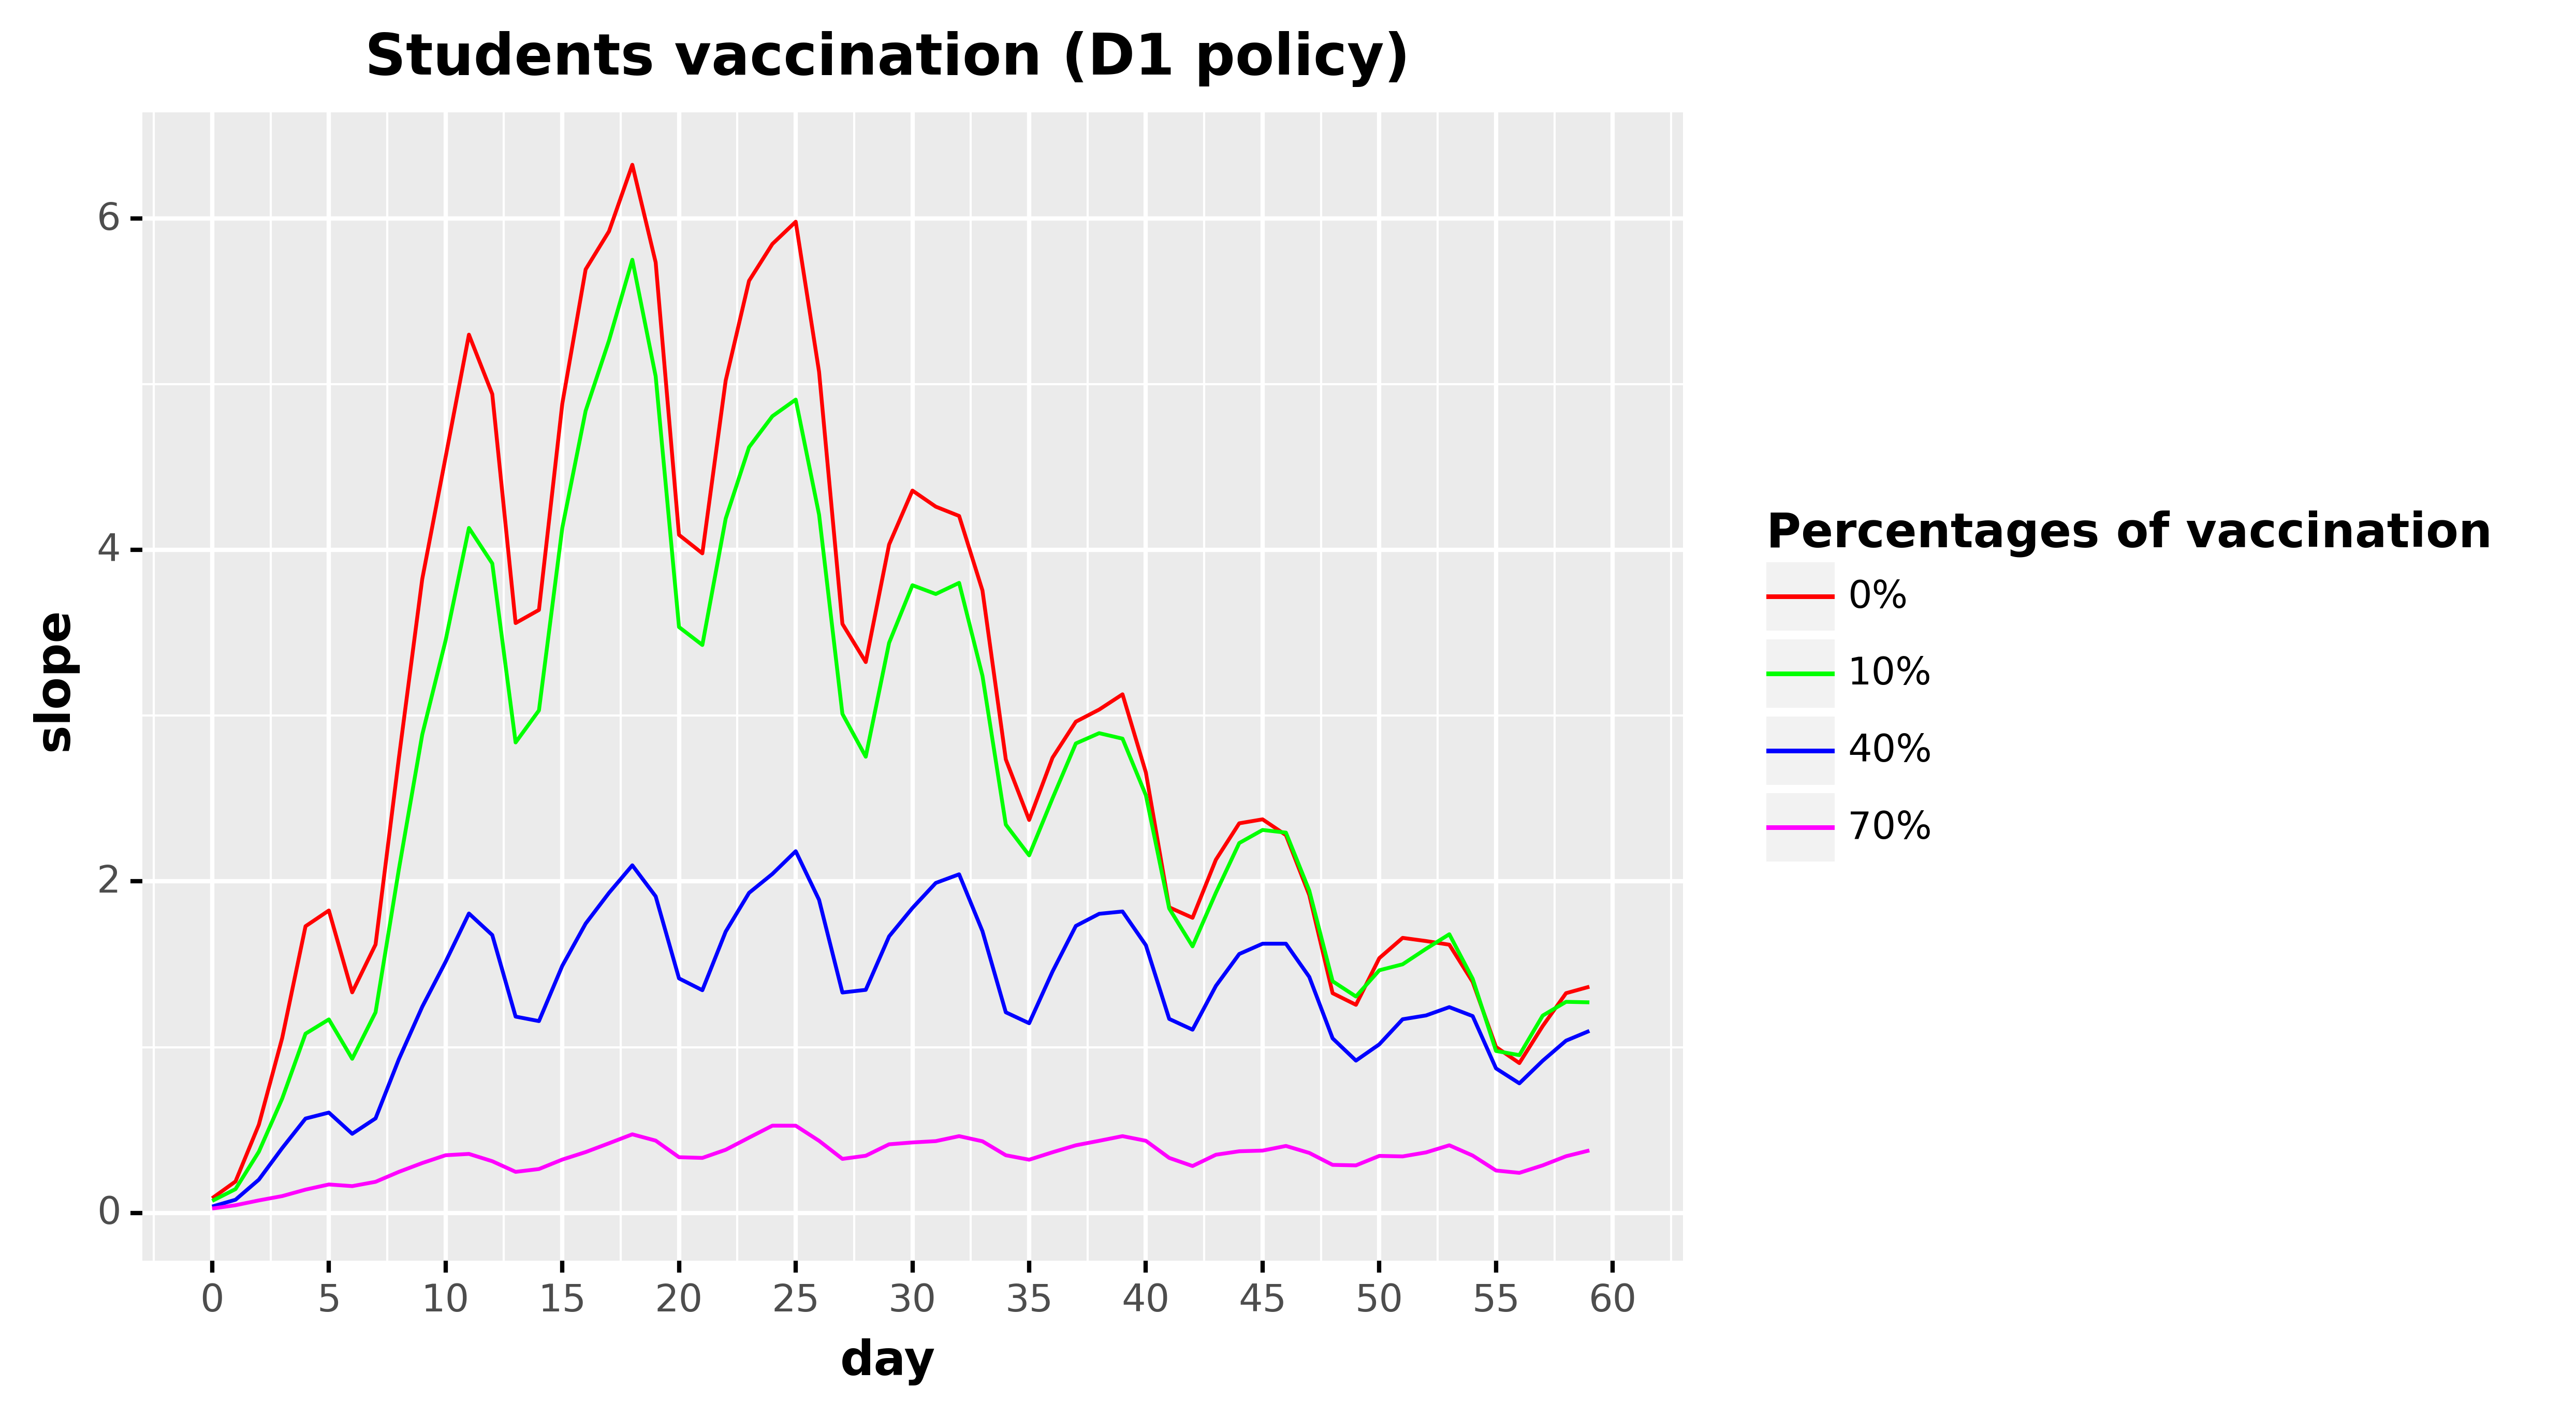 Students vaccination (D1 policy)
6
4
2
0
slope
0 5 10 15 20 25 30 35 40 45 50 55 60
day
Percentages of vaccination
0%
10%
40%
70%